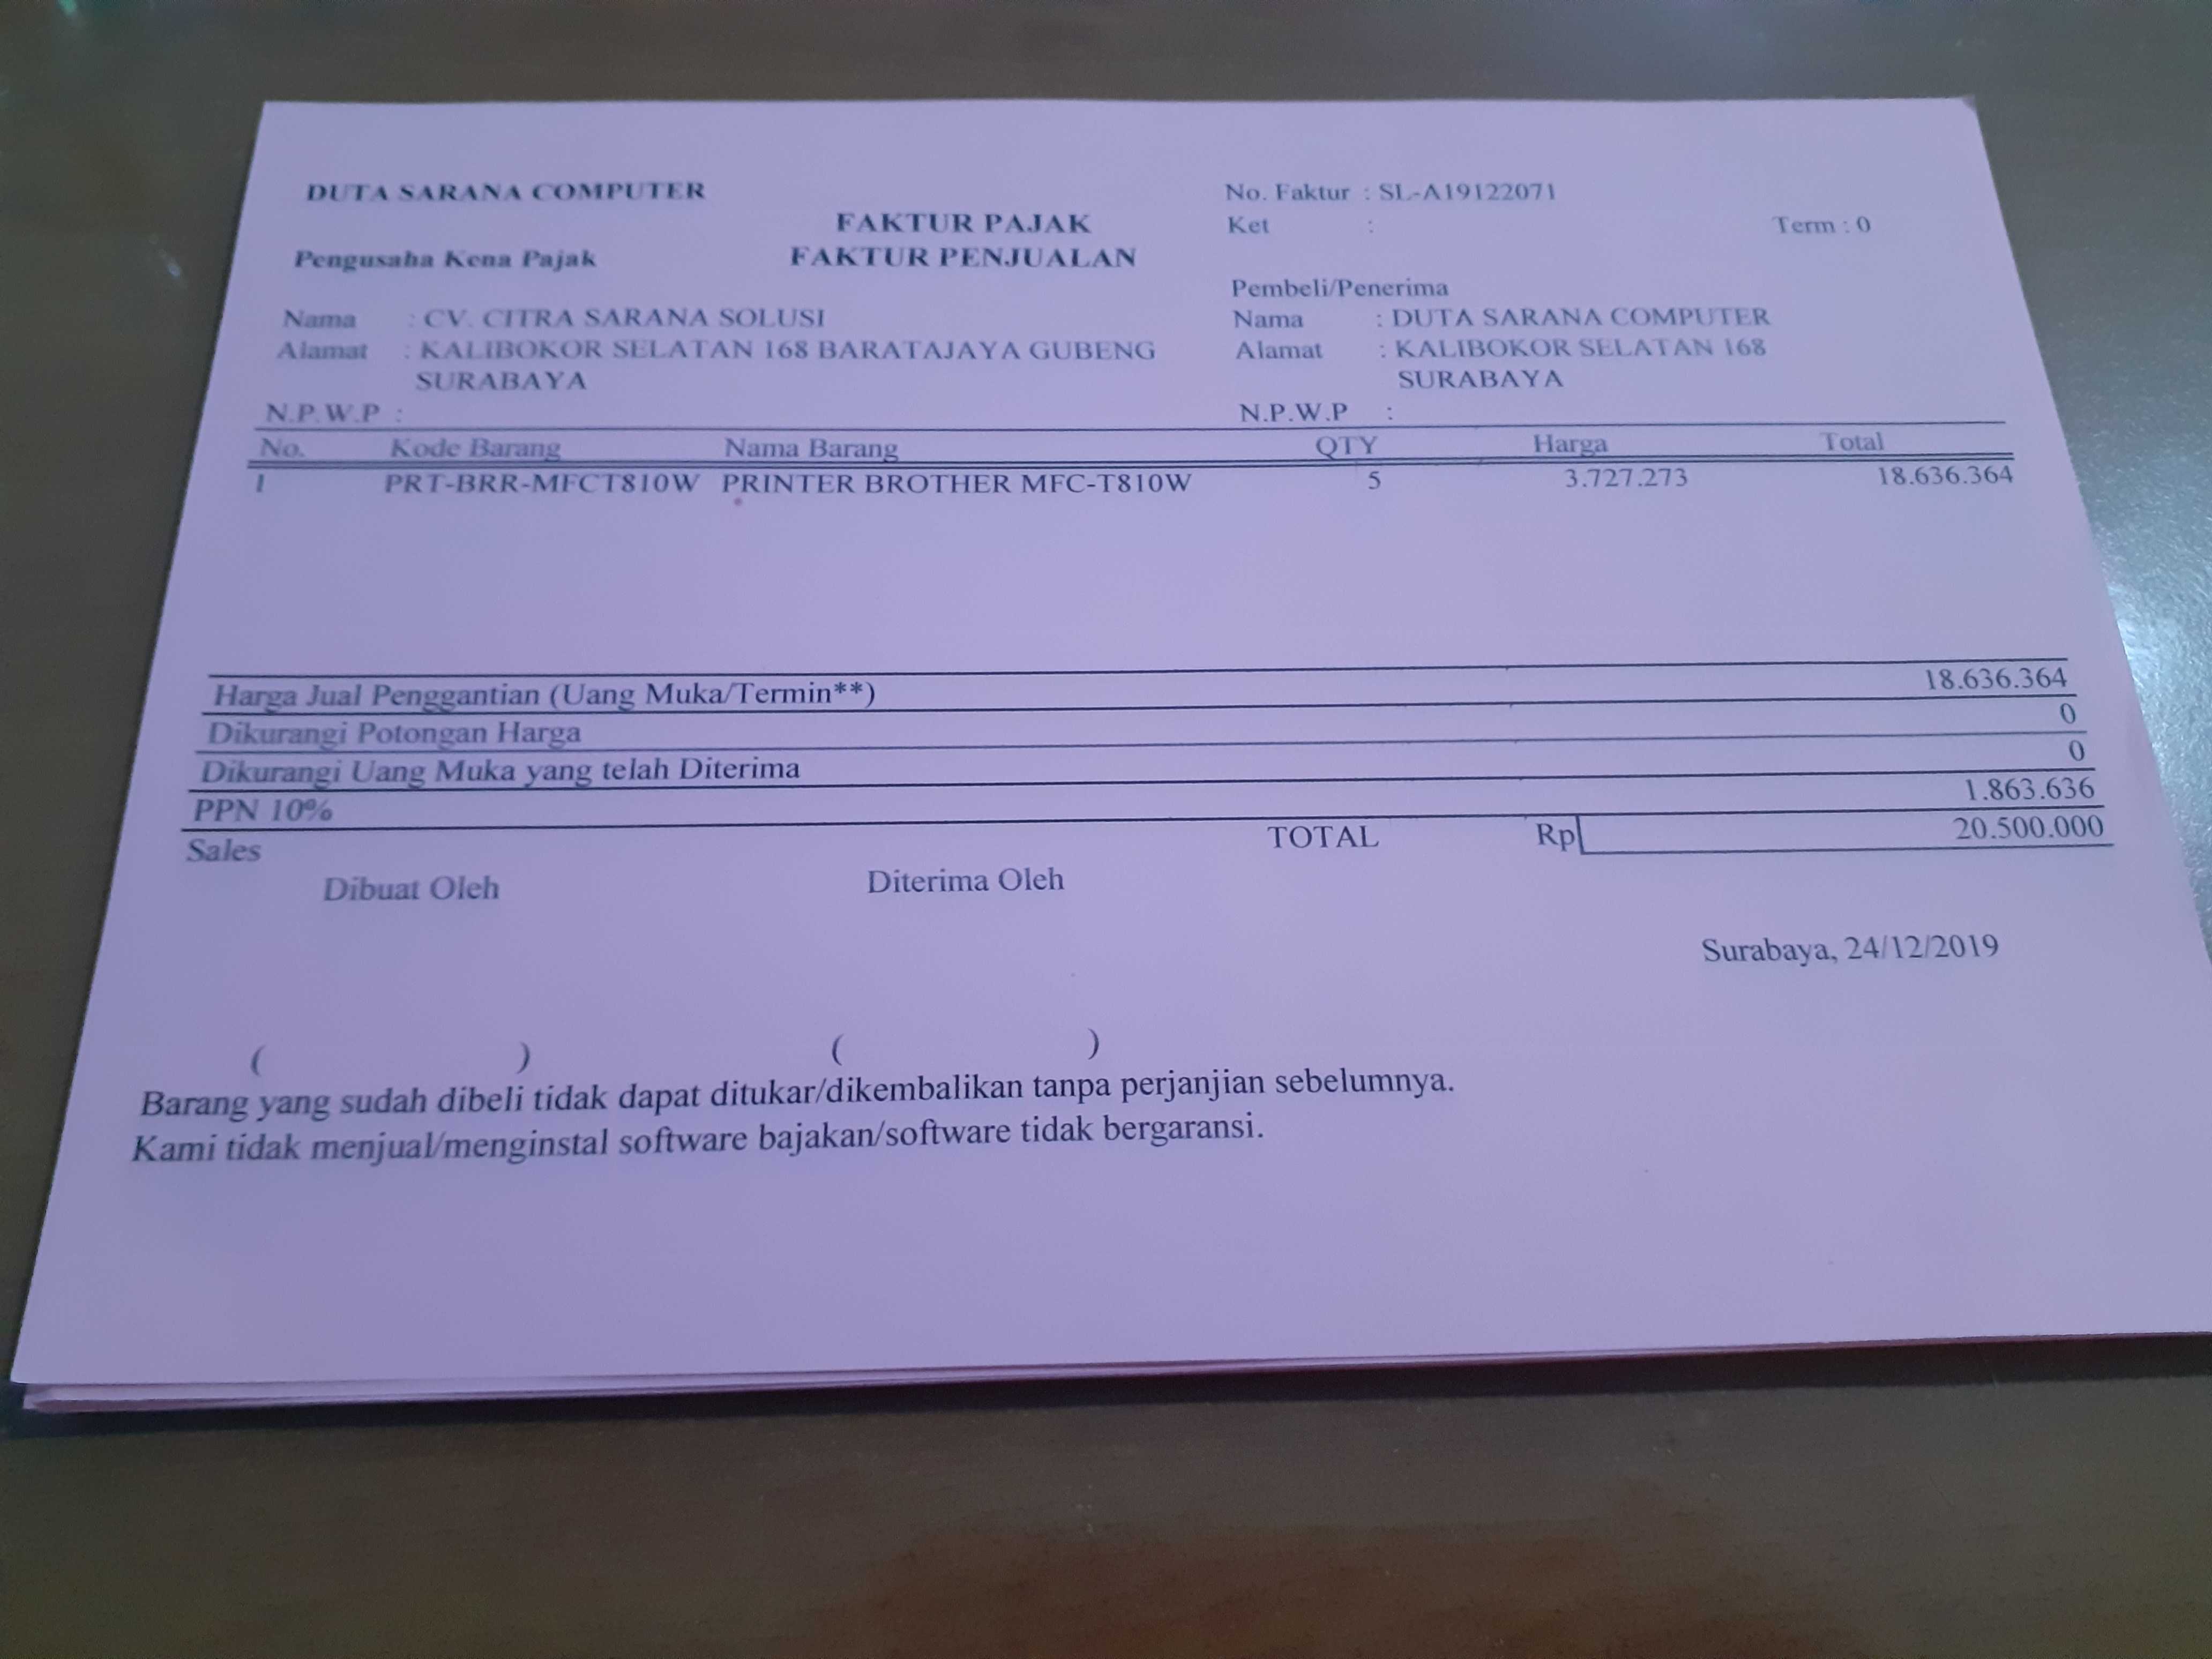 DUTA SARANA COMPUTER
No. Faktur : SL-A19122071
FAKTUR PAJAK
Ket :
Term : 0
Pengusaha Kena Pajak
FAKTUR PENJUALAN
Pembeli/Penerima
Nama : CV. CITRA SARANA SOLUSI
Nama : DUTA SARANA COMPUTER
Alamat : KALIBOKOR SELATAN 168 BARATAJAYA GUBENG
Alamat : KALIBOKOR SELATAN 168
SURABAYA
SURABAYA
N.P.W.P :
N.P.W.P :
No. Kode Barang Nama Barang QTY Harga Total
1 PRT-BRR-MFCT810W PRINTER BROTHER MFC-T810W 5 3.727.273 18.636.364
Harga Jual Penggantian (Uang Muka/Termin**) 18.636.364
Dikurangi Potongan Harga 0
Dikurangi Uang Muka yang telah Diterima 0
PPN 10% 1.863.636
Sales TOTAL Rp 20.500.000
Dibuat Oleh Diterima Oleh
Surabaya, 24/12/2019
( ) ( )
Barang yang sudah dibeli tidak dapat ditukar/dikembalikan tanpa perjanjian sebelumnya.
Kami tidak menjual/menginstal software bajakan/software tidak bergaransi.